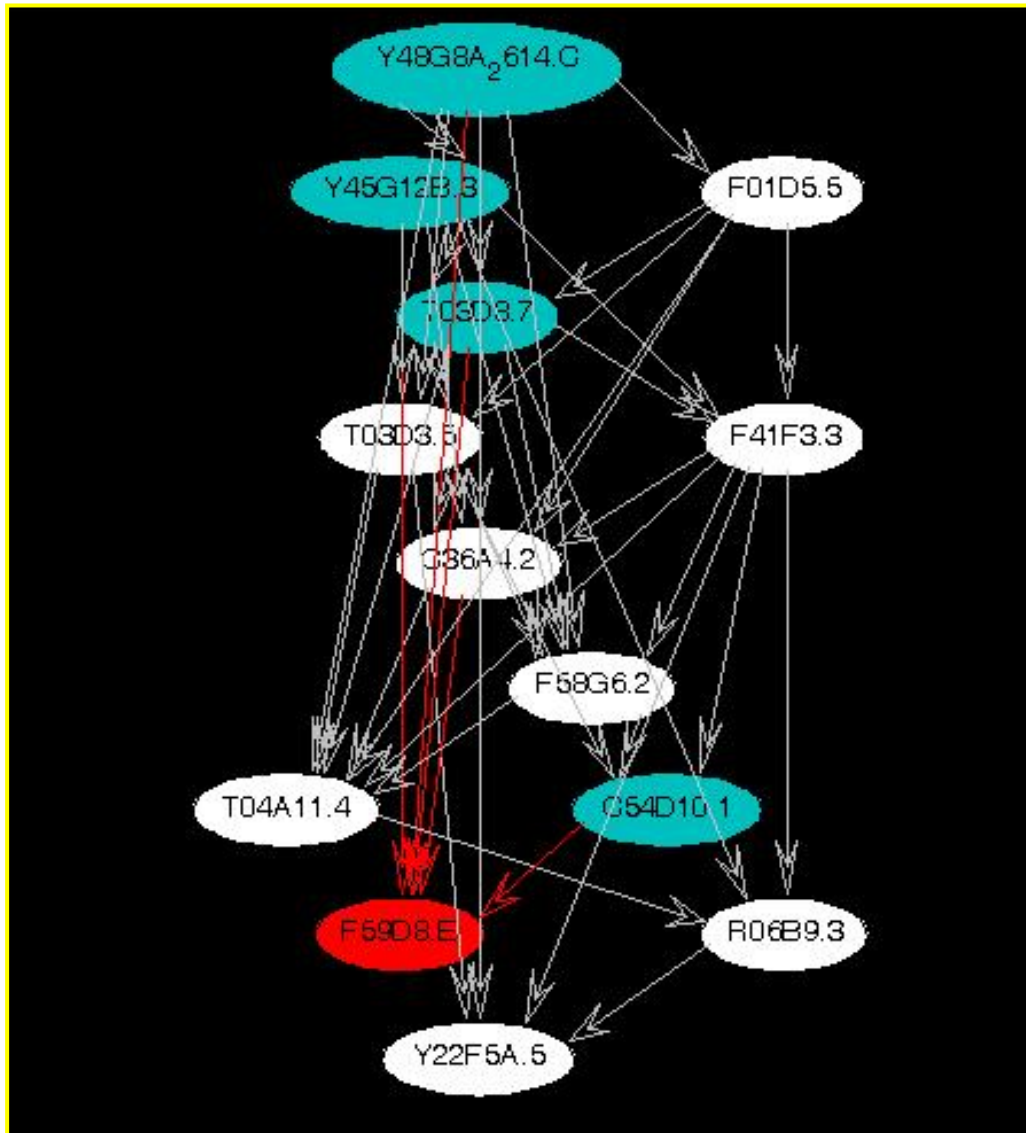 Y48G8A_2614.C
Y45G12B.3
F01D5.5
T03D3.7
T03D3.5
F41F3.3
C36A4.2
F58G6.2
T04A11.4
C54D10.1
F59D8.E
R06B9.3
Y22F5A.5